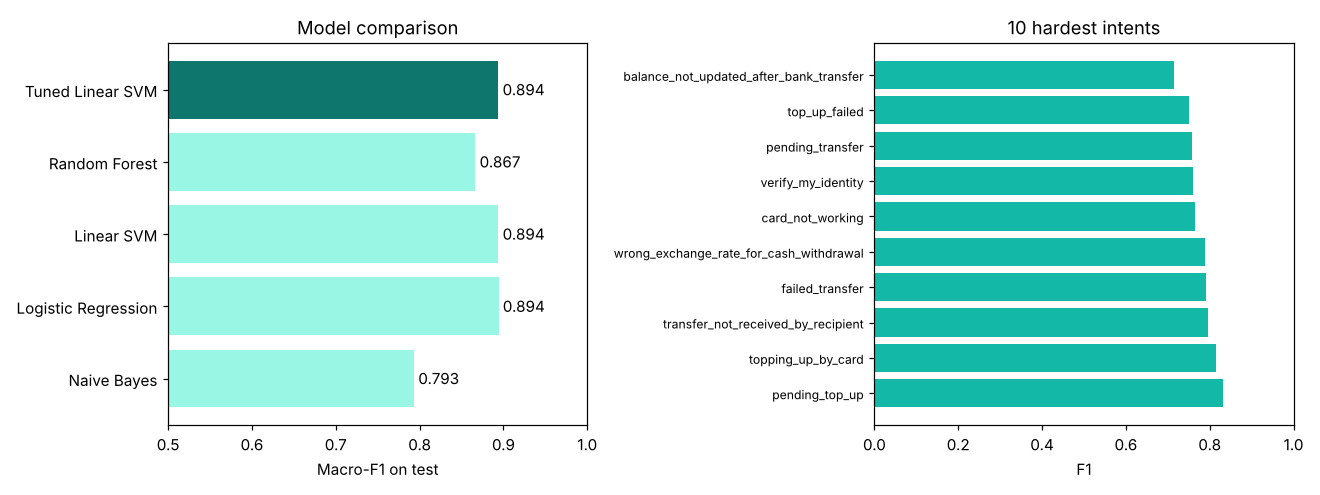 Model comparison
Tuned Linear SVM
0.894
Random Forest
0.867
Linear SVM
0.894
Logistic Regression
0.894
Naive Bayes
0.793
0.5 0.6 0.7 0.8 0.9 1.0
Macro-F1 on test
10 hardest intents
balance_not_updated_after_bank_transfer
top_up_failed
pending_transfer
verify_my_identity
card_not_working
wrong_exchange_rate_for_cash_withdrawal
failed_transfer
transfer_not_received_by_recipient
topping_up_by_card
pending_top_up
0.0 0.2 0.4 0.6 0.8 1.0
F1